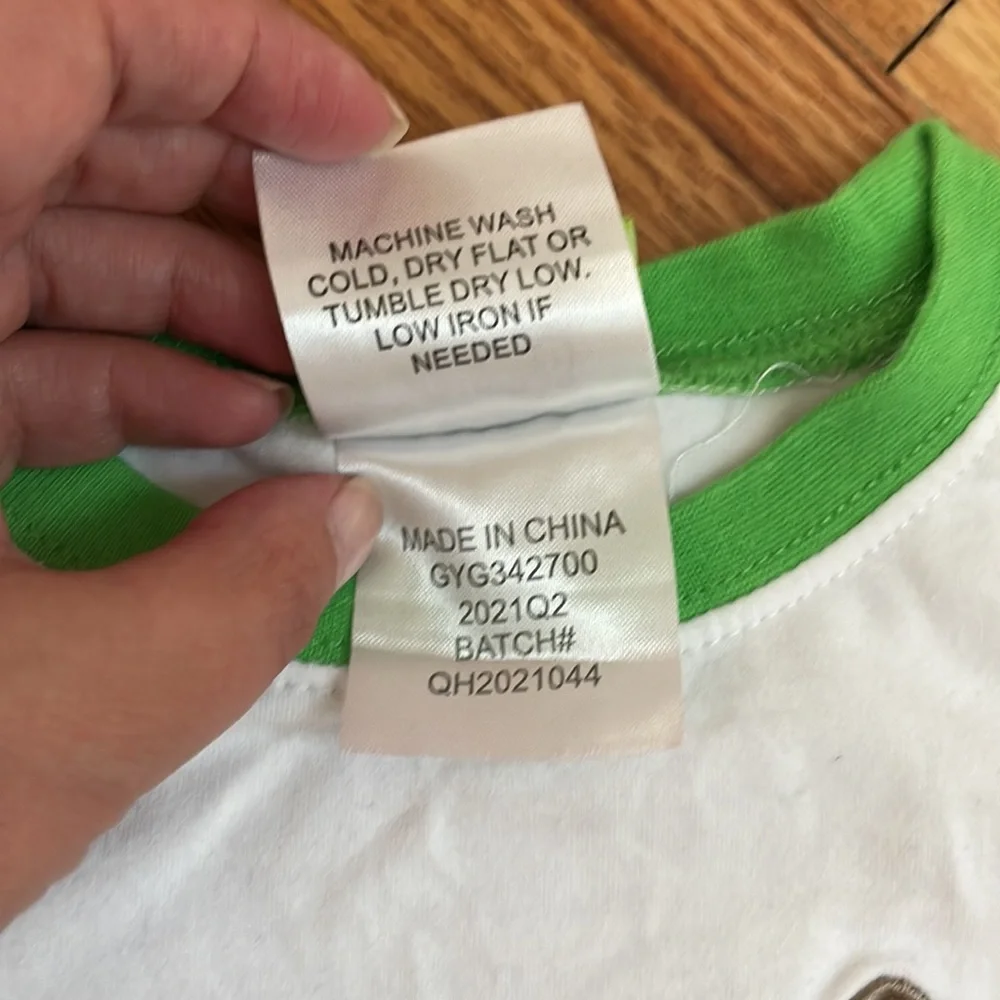 MACHINE WASH
COLD, DRY FLAT OR
TUMBLE DRY LOW.
LOW IRON IF
NEEDED
MADE IN CHINA
GYG342700
2021Q2
BATCH#
QH2021044